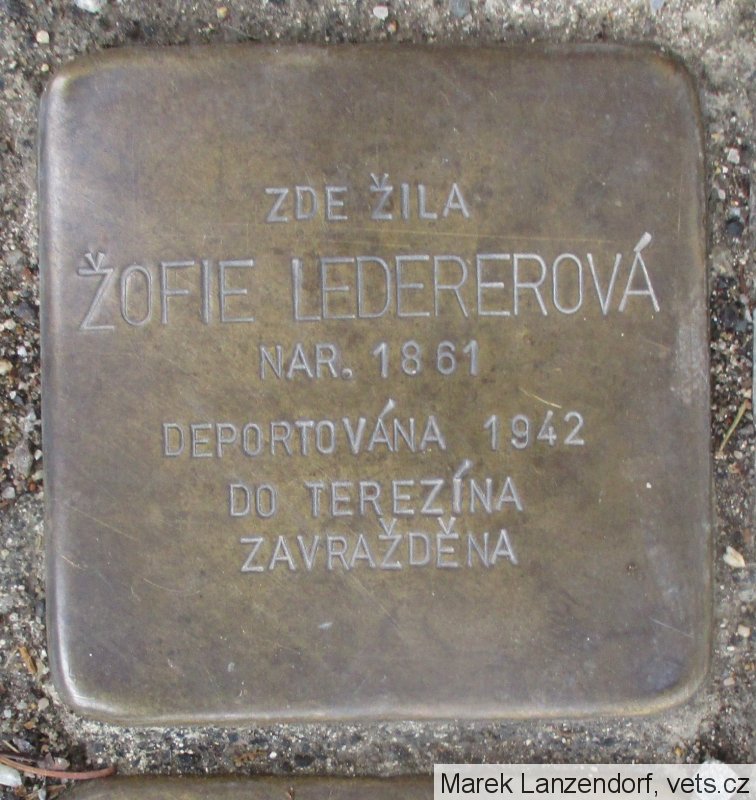 ZDE ŽILA
ŽOFIE LEDEREROVÁ
NAR. 1861
DEPORTOVÁNA 1942
DO TEREZÍNA
ZAVRAŽDĚNA
Marek Lanzendorf, vets.cz